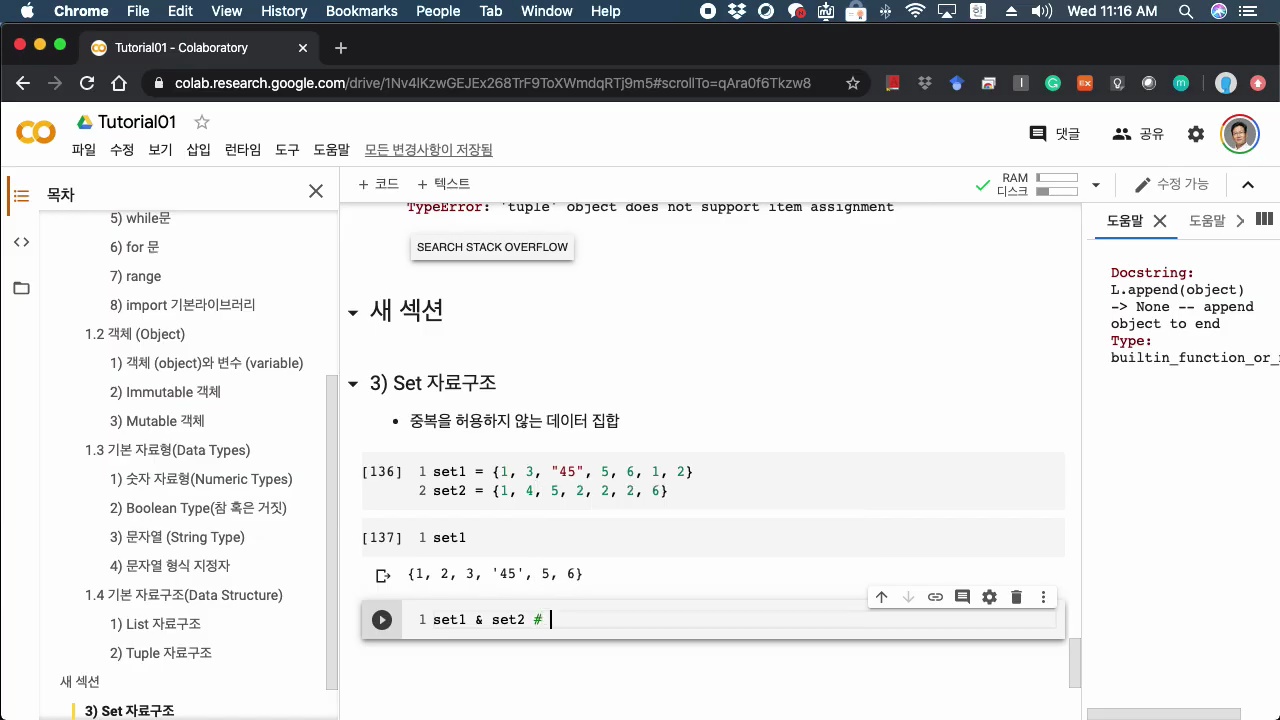 Chrome File Edit View History Bookmarks People Tab Window Help Wed 11:16 AM
Tutorial01 - Colaboratory
colab.research.google.com/drive/1Nv4lKzwGEJEx268TrF9ToXWmdqRTj9m5#scrollTo=qAra0f6Tkzw8
Tutorial01
댓글 공유
파일 수정 보기 삽입 런타임 도구 도움말 모든 변경사항이 저장됨
목차
+ 코드 + 텍스트
RAM
디스크
수정 가능
5) while문
6) for 문
7) range
8) import 기본라이브러리
1.2 객체 (Object)
1) 객체 (object)와 변수 (variable)
2) Immutable 객체
3) Mutable 객체
1.3 기본 자료형(Data Types)
1) 숫자 자료형(Numeric Types)
2) Boolean Type(참 혹은 거짓)
3) 문자열 (String Type)
4) 문자열 형식 지정자
1.4 기본 자료구조(Data Structure)
1) List 자료구조
2) Tuple 자료구조
새 섹션
3) Set 자료구조
TypeError: 'tuple' object does not support item assignment
SEARCH STACK OVERFLOW
새 섹션
3) Set 자료구조
• 중복을 허용하지 않는 데이터 집합
[136] 1 set1 = {1, 3, "45", 5, 6, 1, 2}
2 set2 = {1, 4, 5, 2, 2, 2, 6}
[137] 1 set1
{1, 2, 3, '45', 5, 6}
1 set1 & set2 #
도움말 도움말
Docstring:
L.append(object)
-> None -- append
object to end
Type: